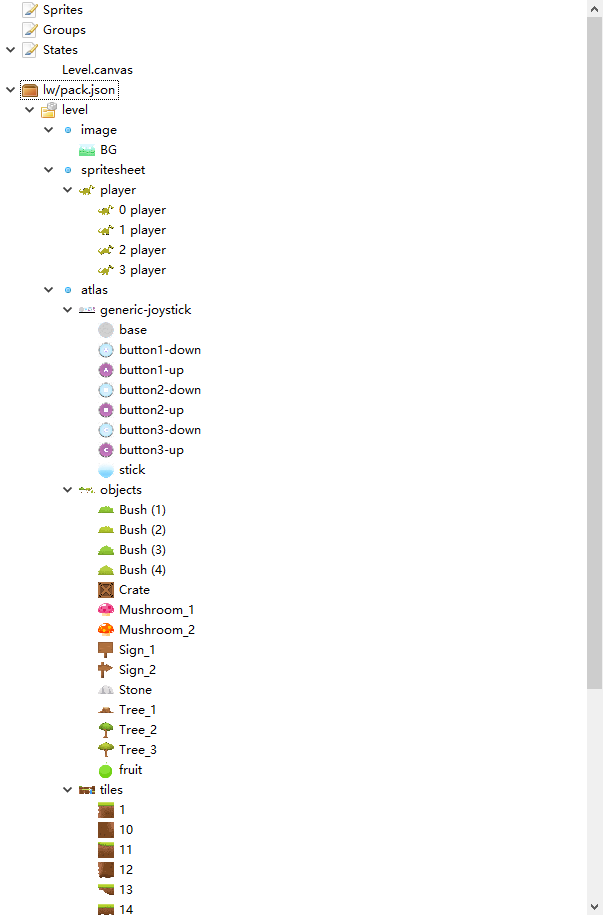 Sprites
Groups
States
Level.canvas
lw/pack.json
level
image
BG
spritesheet
player
0 player
1 player
2 player
3 player
atlas
generic-joystick
base
button1-down
button1-up
button2-down
button2-up
button3-down
button3-up
stick
objects
Bush (1)
Bush (2)
Bush (3)
Bush (4)
Crate
Mushroom_1
Mushroom_2
Sign_1
Sign_2
Stone
Tree_1
Tree_2
Tree_3
fruit
tiles
1
10
11
12
13
14